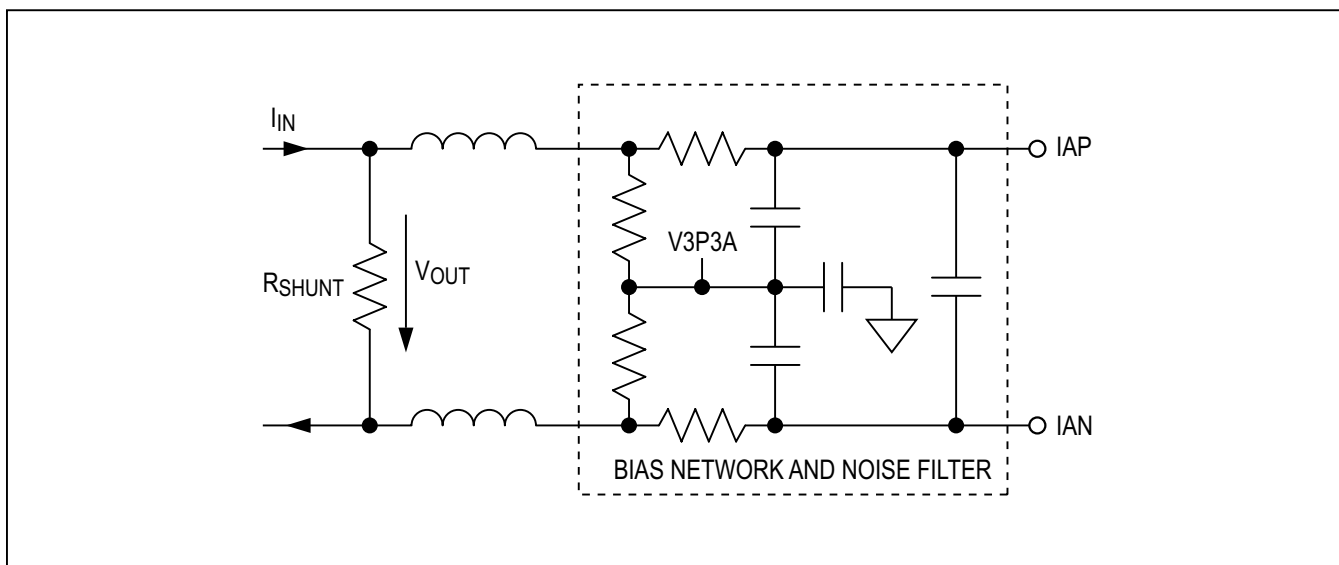 IIN
IAP
V3P3A
RSHUNT
VOUT
IAN
BIAS NETWORK AND NOISE FILTER